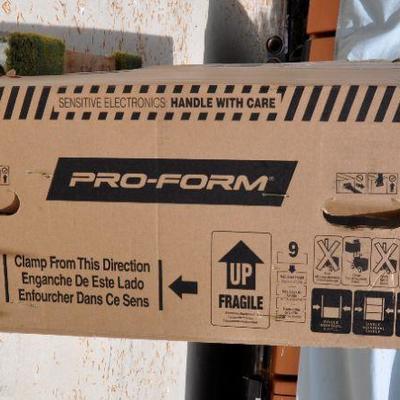 SENSITIVE ELECTRONICS HANDLE WITH CARE
PRO-FORM®
Clamp From This Direction
Enganche De Este Lado
Enfourcher Dans Ce Sens
UP
FRAGILE
9